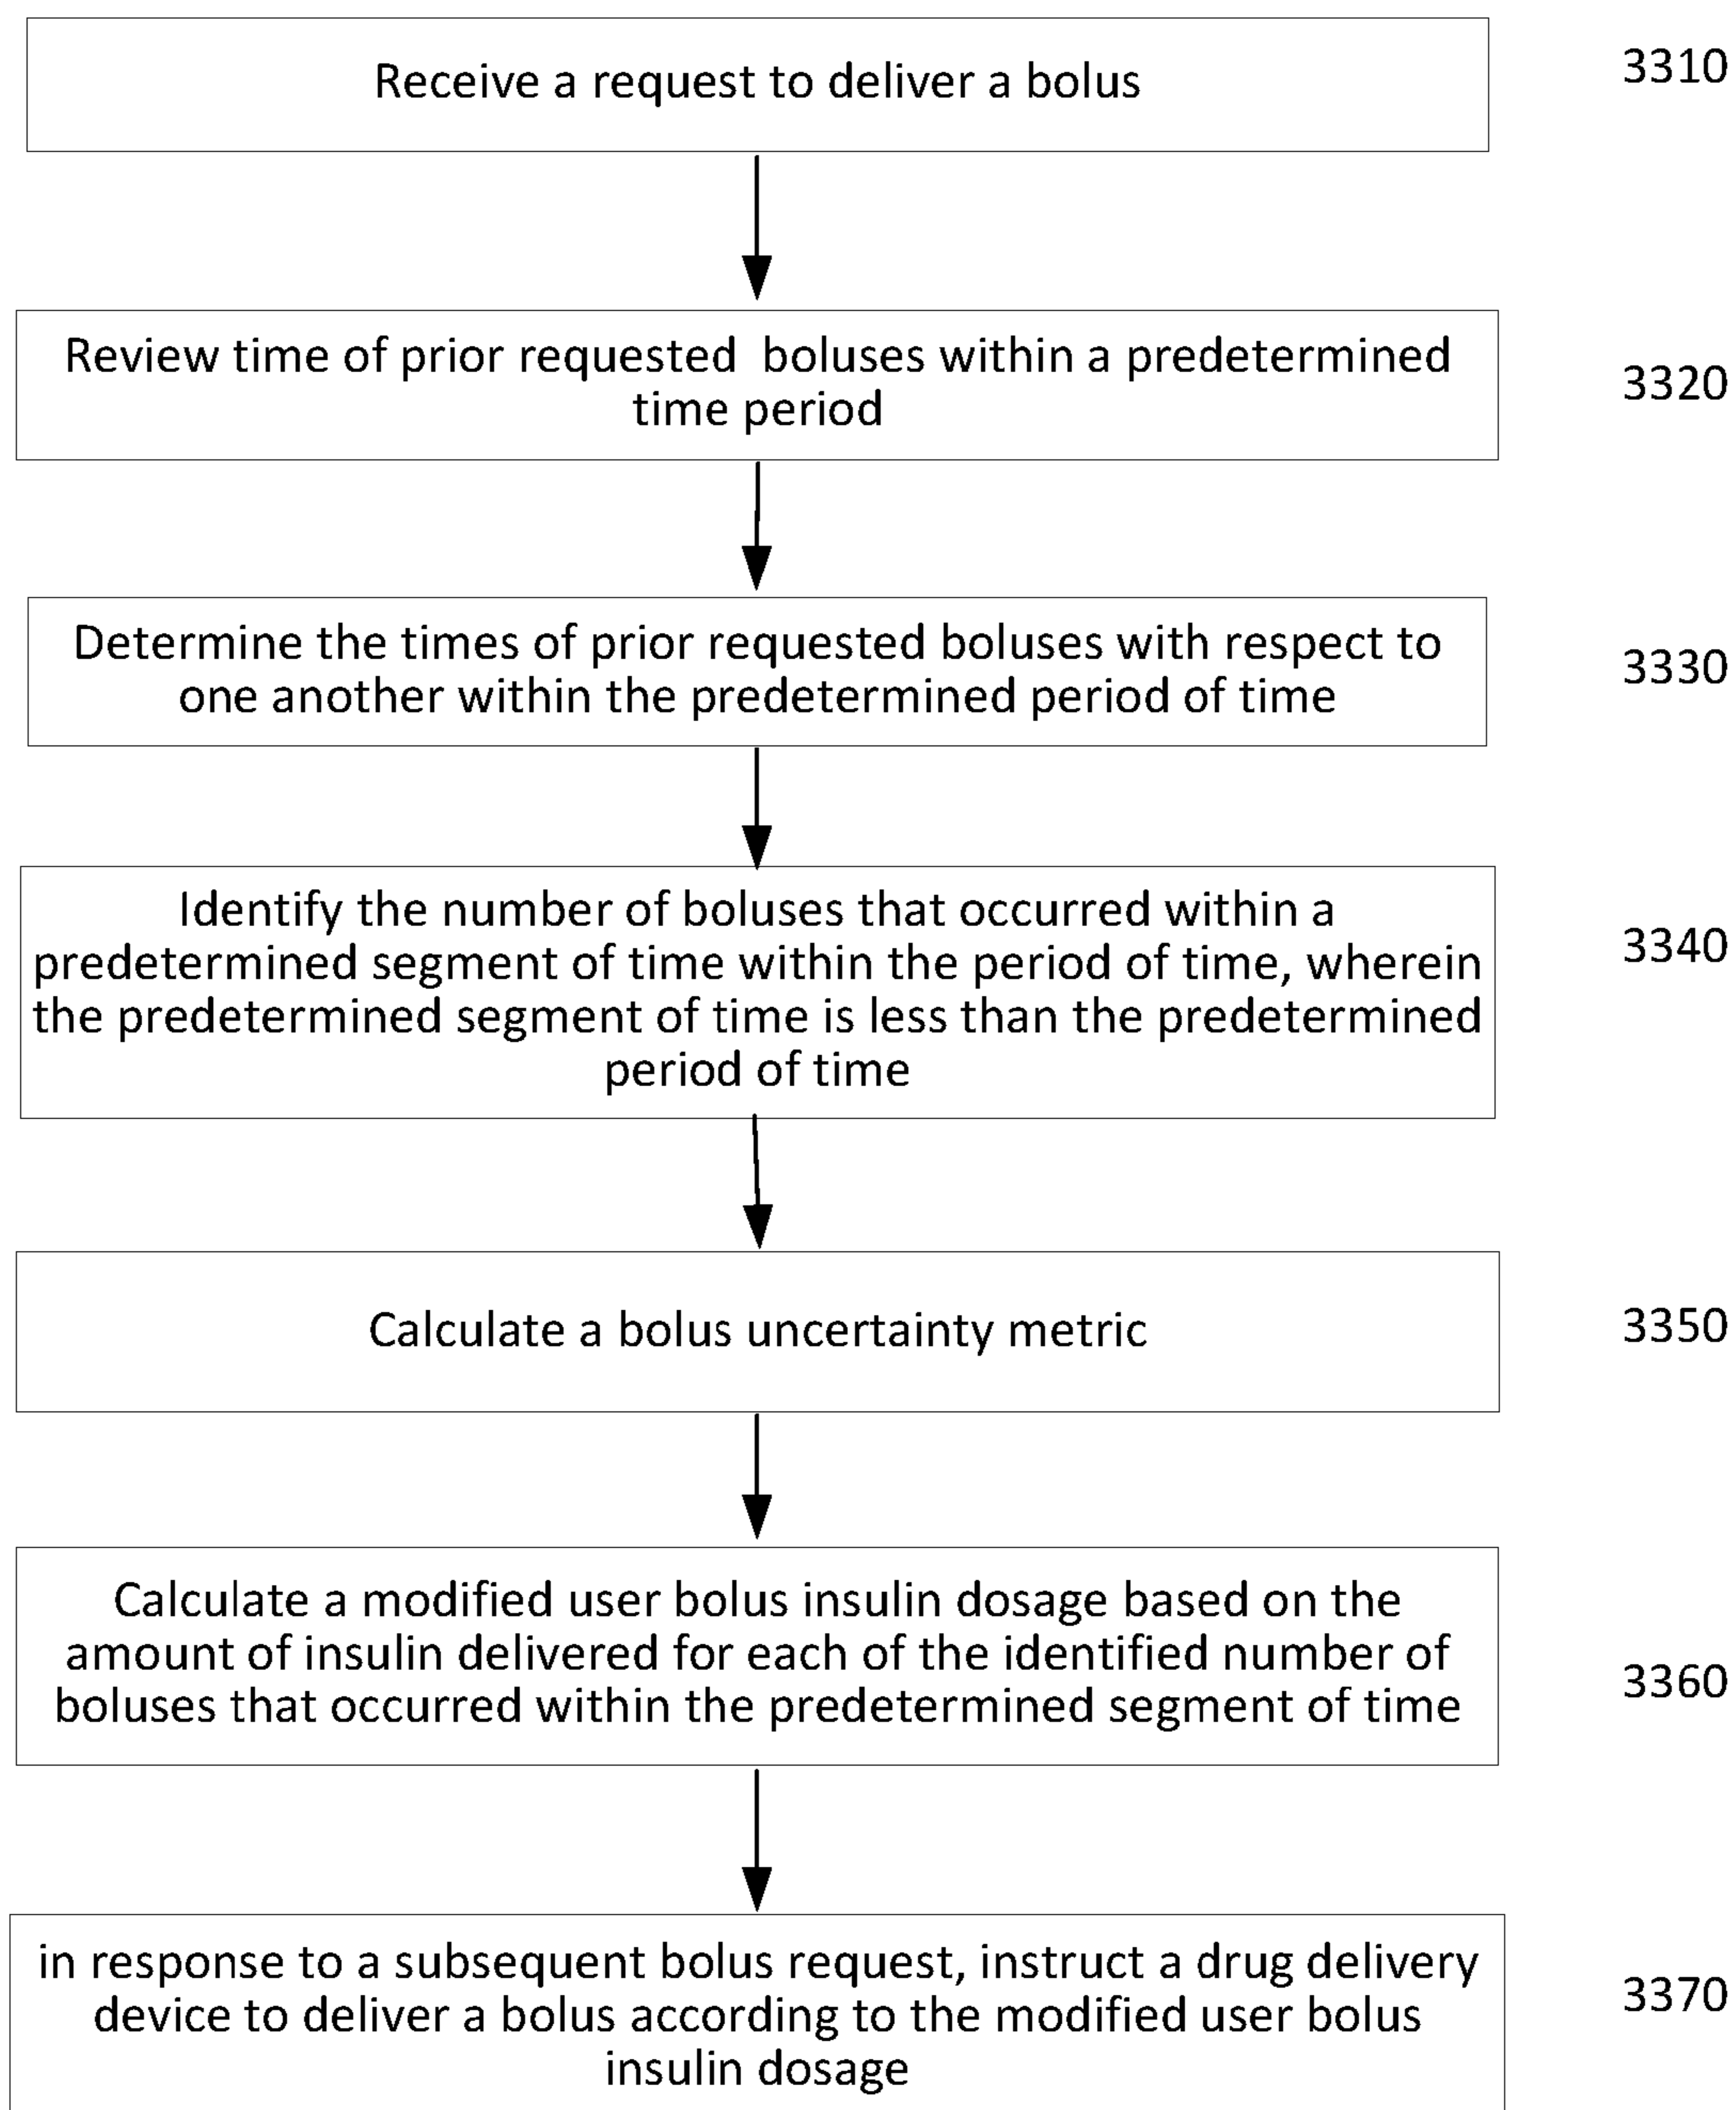 Receive a request to deliver a bolus
3310
Review time of prior requested boluses within a predetermined
time period
3320
Determine the times of prior requested boluses with respect to
one another within the predetermined period of time
3330
Identify the number of boluses that occurred within a
predetermined segment of time within the period of time, wherein
the predetermined segment of time is less than the predetermined
period of time
3340
Calculate a bolus uncertainty metric
3350
Calculate a modified user bolus insulin dosage based on the
amount of insulin delivered for each of the identified number of
boluses that occurred within the predetermined segment of time
3360
in response to a subsequent bolus request, instruct a drug delivery
device to deliver a bolus according to the modified user bolus
insulin dosage
3370